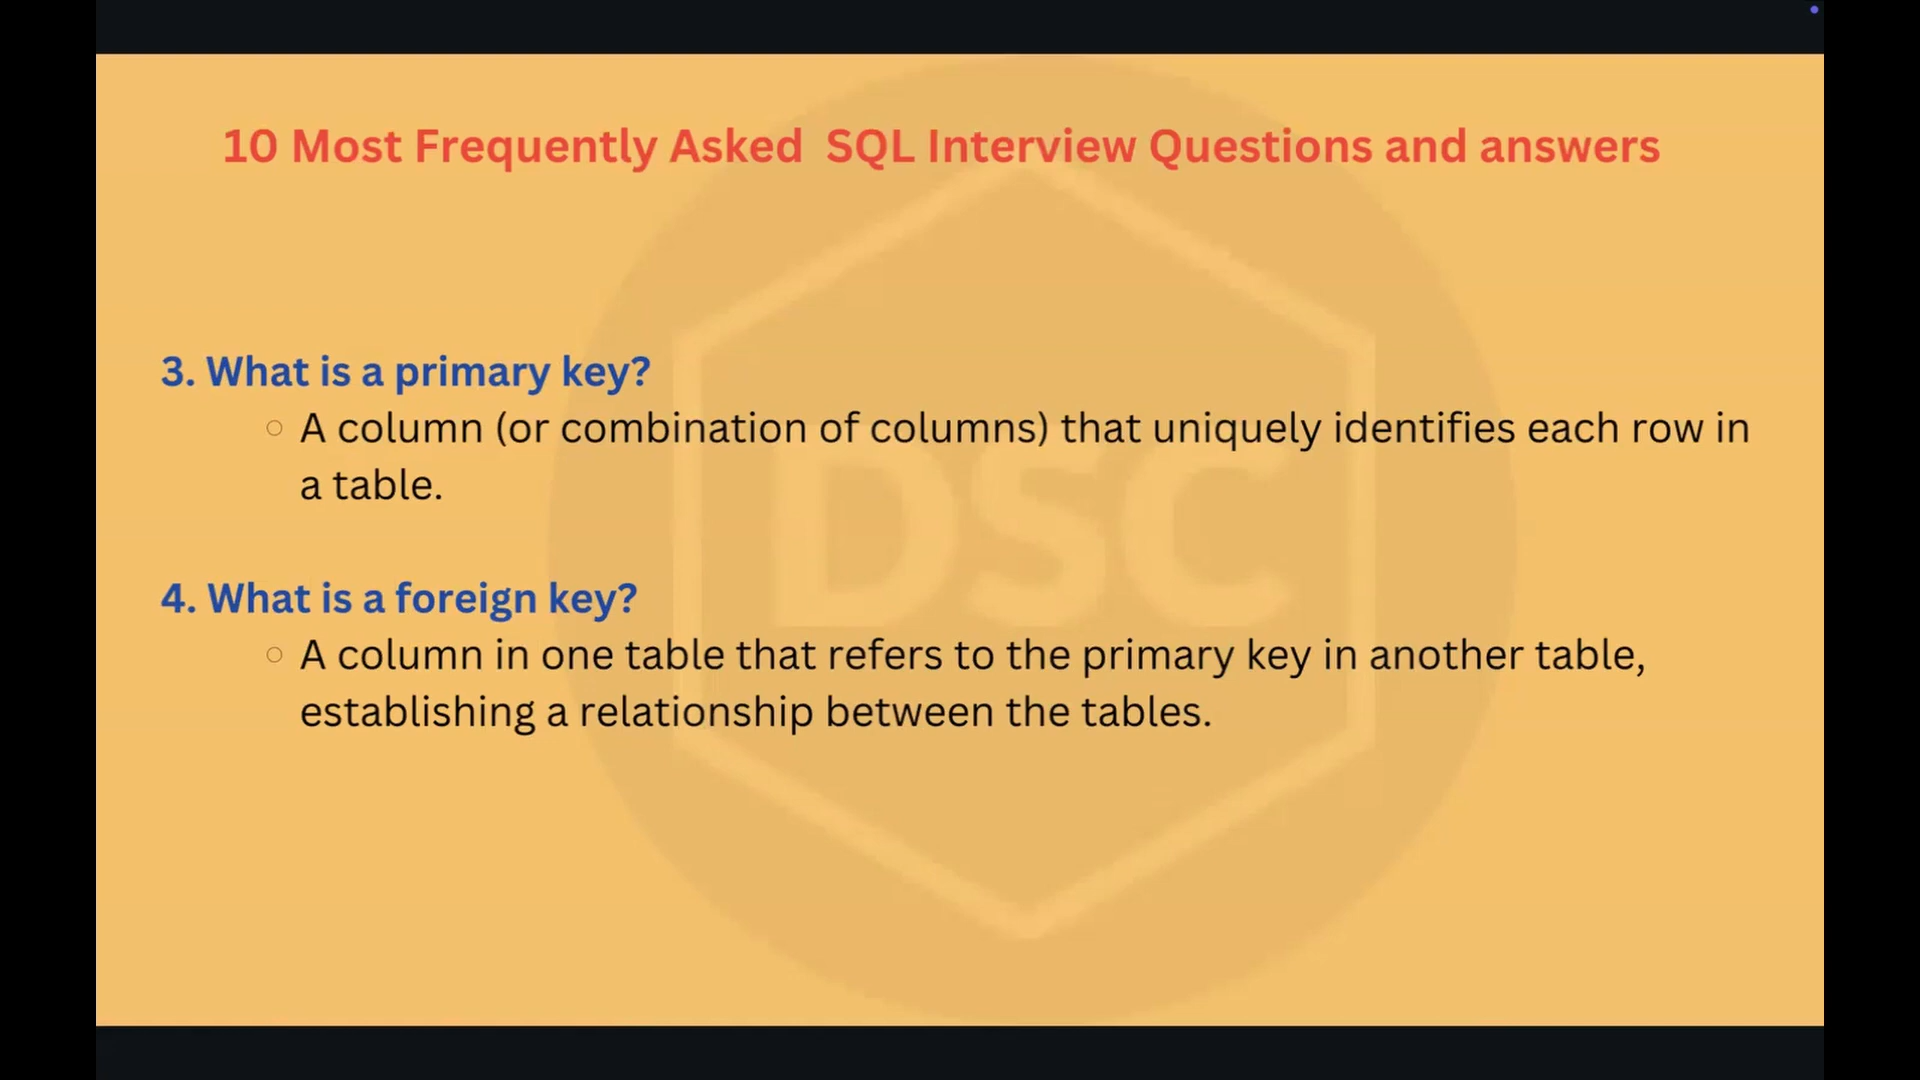 10 Most Frequently Asked SQL Interview Questions and answers
3. What is a primary key?
○ A column (or combination of columns) that uniquely identifies each row in
a table.
4. What is a foreign key?
○ A column in one table that refers to the primary key in another table,
establishing a relationship between the tables.
DSC